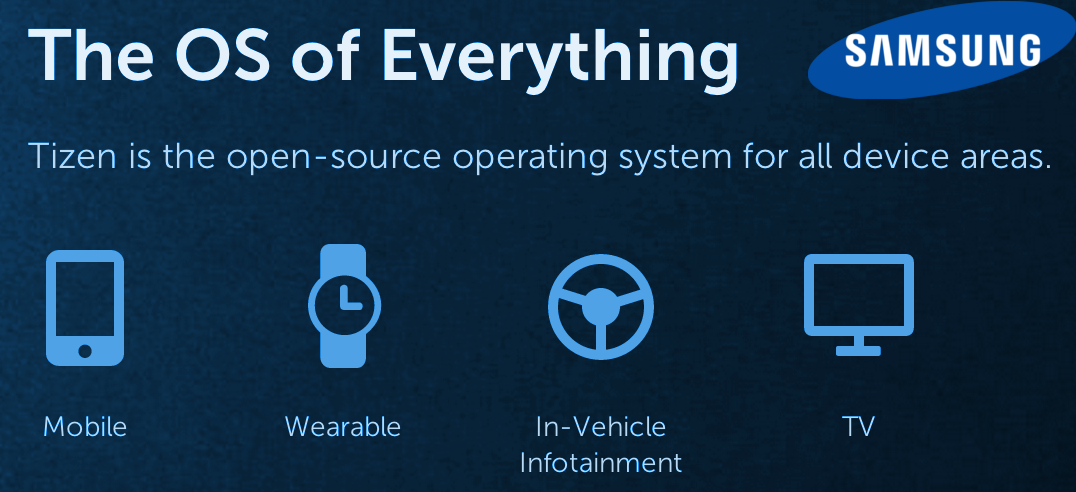 The OS of Everything
SAMSUNG
Tizen is the open-source operating system for all device areas.
Mobile
Wearable
In-Vehicle
Infotainment
TV